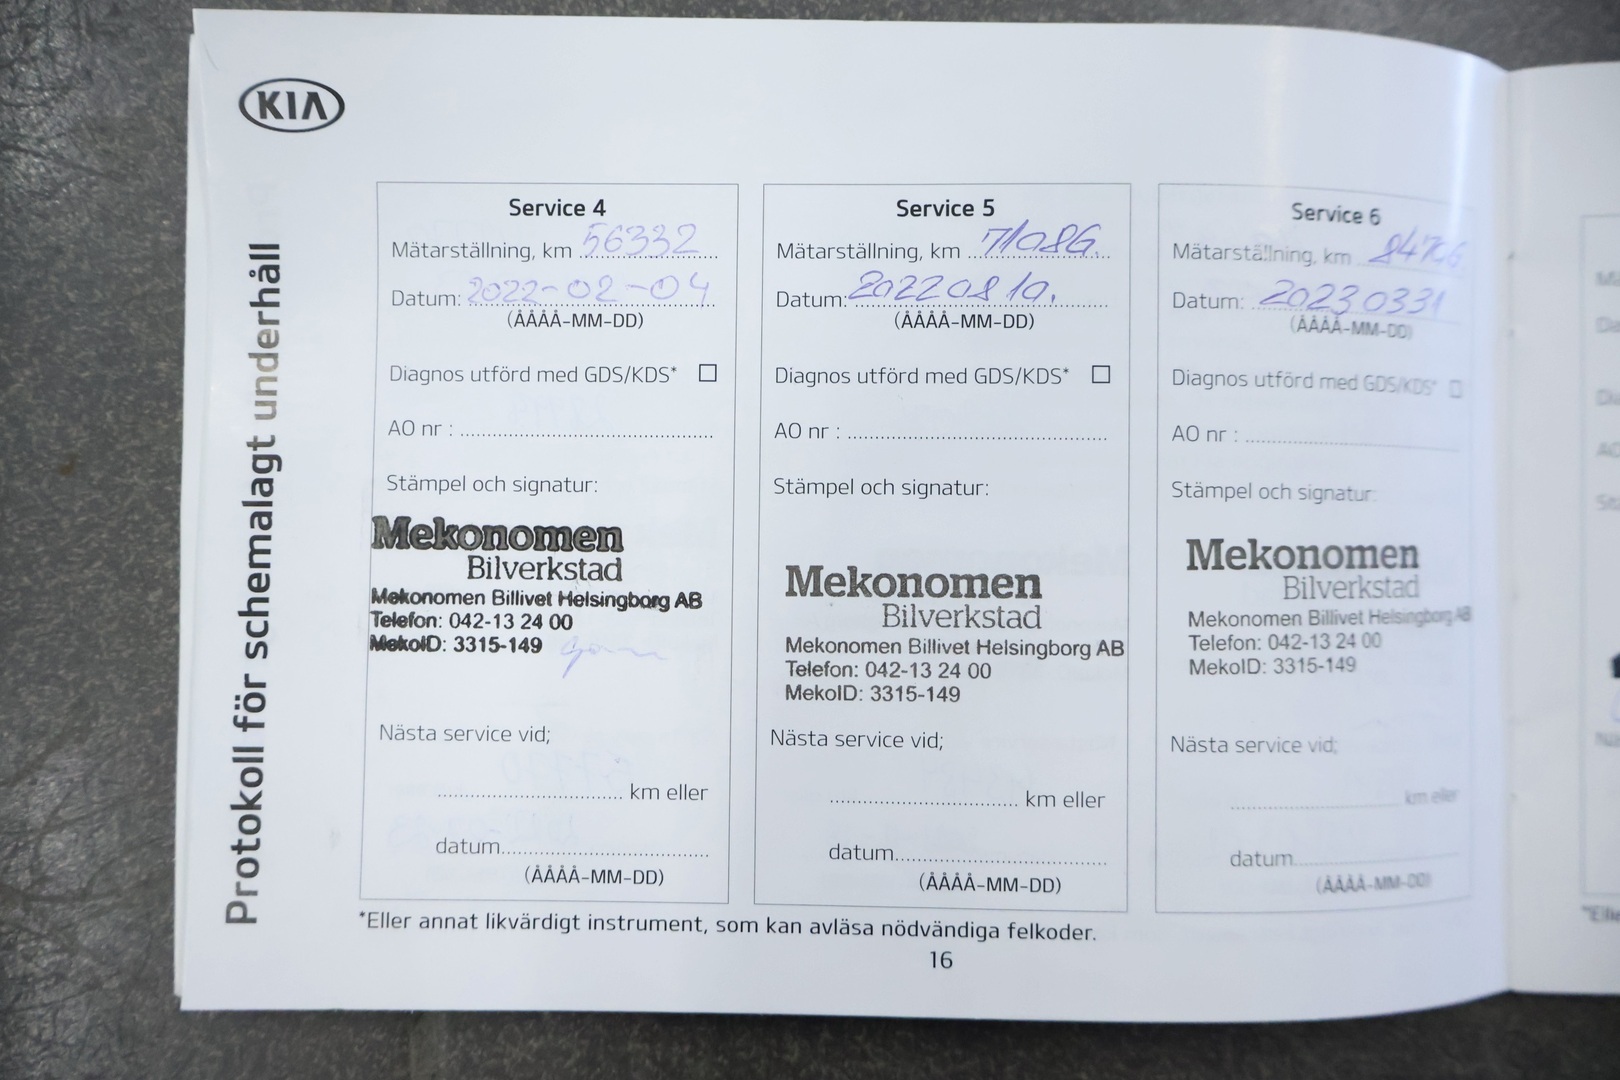 KIA
Protokoll för schemalagt underhåll
Service 4
Mätarställning, km 56332
Datum: 2022-02-04
(ÅÅÅÅ-MM-DD)
Diagnos utförd med GDS/KDS*
AO nr :
Stämpel och signatur:
Mekonomen
Bilverkstad
Mekonomen Billivet Helsingborg AB
Telefon: 042-13 24 00
MekoID: 3315-149
Nästa service vid;
km eller
datum
(ÅÅÅÅ-MM-DD)
Service 5
Mätarställning, km 71086
Datum: 20220810.
(ÅÅÅÅ-MM-DD)
Diagnos utförd med GDS/KDS*
AO nr :
Stämpel och signatur:
Mekonomen
Bilverkstad
Mekonomen Billivet Helsingborg AB
Telefon: 042-13 24 00
MekoID: 3315-149
Nästa service vid;
km eller
datum
(ÅÅÅÅ-MM-DD)
Service 6
Mätarställning, km
Datum: 20230331
(ÅÅÅÅ-MM-DD)
Diagnos utförd med GDS/KDS*
AO nr :
Stämpel och signatur:
Mekonomen
Bilverkstad
Mekonomen Billivet Helsingborg AB
Telefon: 042-13 24 00
MekoID: 3315-149
Nästa service vid;
km eller
datum
(ÅÅÅÅ-MM-DD)
*Eller annat likvärdigt instrument, som kan avläsa nödvändiga felkoder.
16